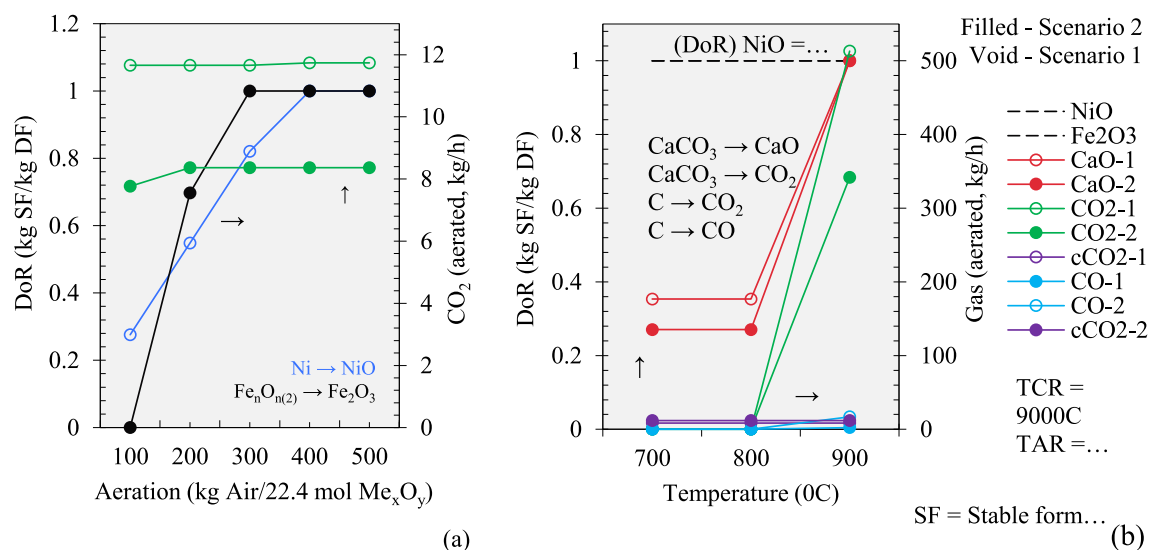 DoR (kg SF/kg DF)
1.2
1
0.8
0.6
0.4
0.2
0
12
10
8
6
4
2
0
CO2 (aerated, kg/h)
↑
→
Ni → NiO
FenOn(2) → Fe2O3
100 200 300 400 500
Aeration (kg Air/22.4 mol MexOy)
(a)
DoR (kg SF/kg DF)
1
0.8
0.6
0.4
0.2
0
(DoR) NiO =…
CaCO3 → CaO
CaCO3 → CO2
C → CO2
C → CO
↑
→
500
400
300
200
100
0
Gas (aerated, kg/h)
700 800 900
Temperature (0C)
Filled - Scenario 2
Void - Scenario 1
NiO
Fe2O3
CaO-1
CaO-2
CO2-1
CO2-2
cCO2-1
CO-1
CO-2
cCO2-2
TCR =
9000C
TAR =…
SF = Stable form…
(b)